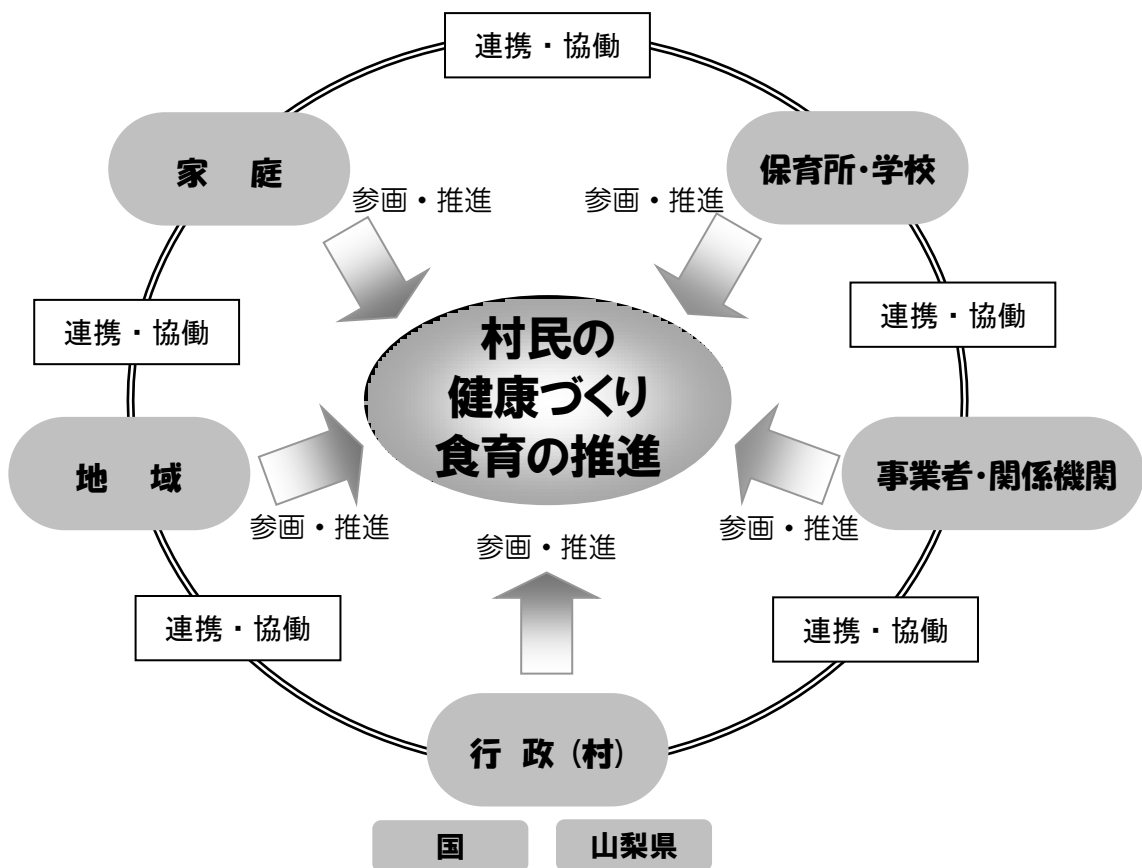 連携・協働
家 庭
保育所・学校
参画・推進
参画・推進
連携・協働
連携・協働
村民の
健康づくり
食育の推進
地 域
事業者・関係機関
参画・推進
参画・推進
参画・推進
連携・協働
連携・協働
行 政 (村)
国
山梨県